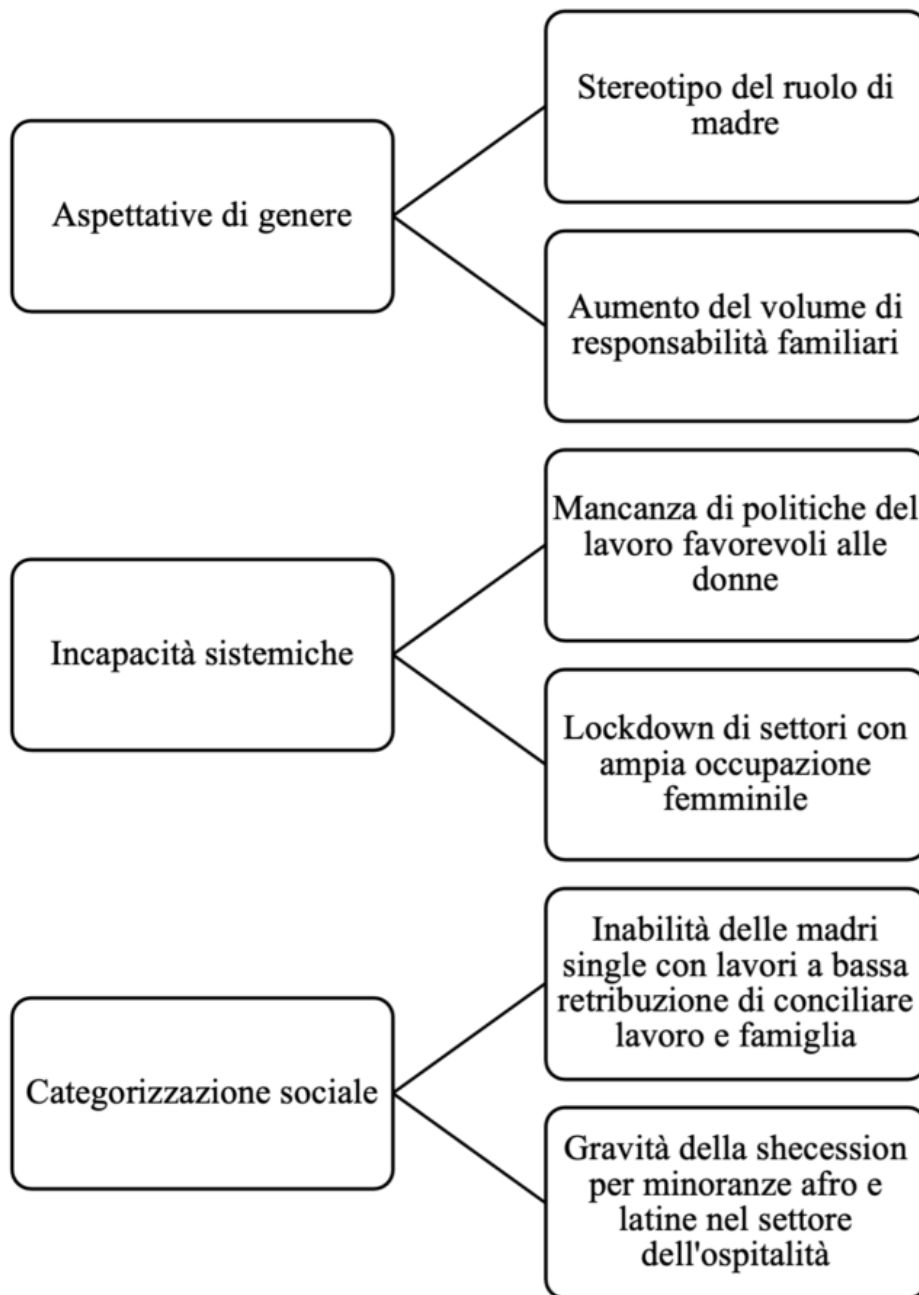 Aspettative di genere
Stereotipo del ruolo di
madre
Aumento del volume di
responsabilità familiari
Incapacità sistemiche
Mancanza di politiche del
lavoro favorevoli alle
donne
Lockdown di settori con
ampia occupazione
femminile
Categorizzazione sociale
Inabilità delle madri
single con lavori a bassa
retribuzione di conciliare
lavoro e famiglia
Gravità della shecession
per minoranze afro e
latine nel settore
dell'ospitalità